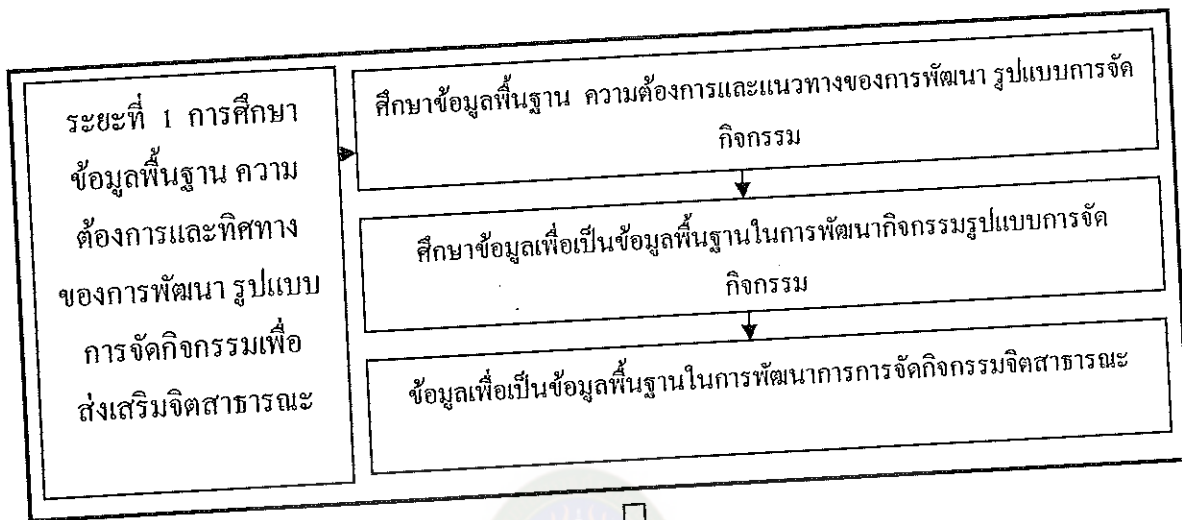 ระยะที่ 1 การศึกษา
ข้อมูลพื้นฐาน ความ
ต้องการและทิศทาง
ของการพัฒนา รูปแบบ
การจัดกิจกรรมเพื่อ
ส่งเสริมจิตสาธารณะ
ศึกษาข้อมูลพื้นฐาน ความต้องการและแนวทางของการพัฒนา รูปแบบการจัด
กิจกรรม
ศึกษาข้อมูลเพื่อเป็นข้อมูลพื้นฐานในการพัฒนากิจกรรมรูปแบบการจัด
กิจกรรม
ข้อมูลเพื่อเป็นข้อมูลพื้นฐานในการพัฒนาการการจัดกิจกรรมจิตสาธารณะ